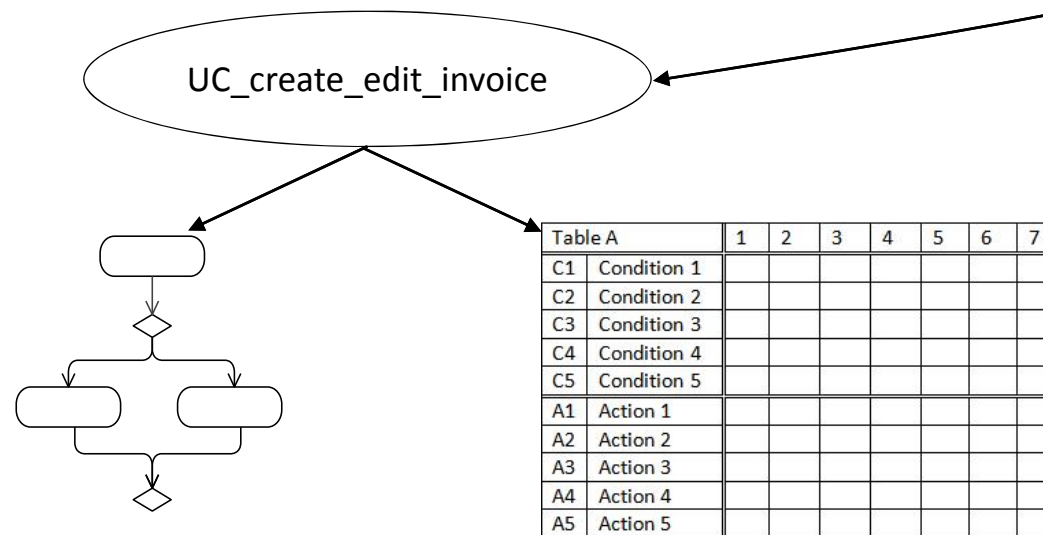 UC_create_edit_invoice
Table A 1 2 3 4 5 6 7
C1 Condition 1
C2 Condition 2
C3 Condition 3
C4 Condition 4
C5 Condition 5
A1 Action 1
A2 Action 2
A3 Action 3
A4 Action 4
A5 Action 5